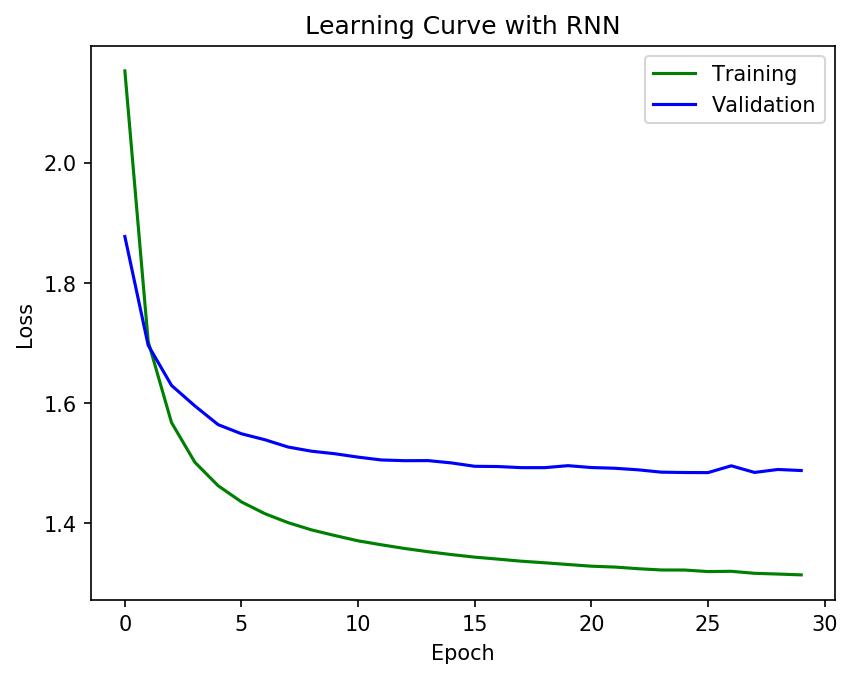 Learning Curve with RNN
Training
Validation
2.0
1.8
1.6
1.4
Loss
0 5 10 15 20 25 30
Epoch